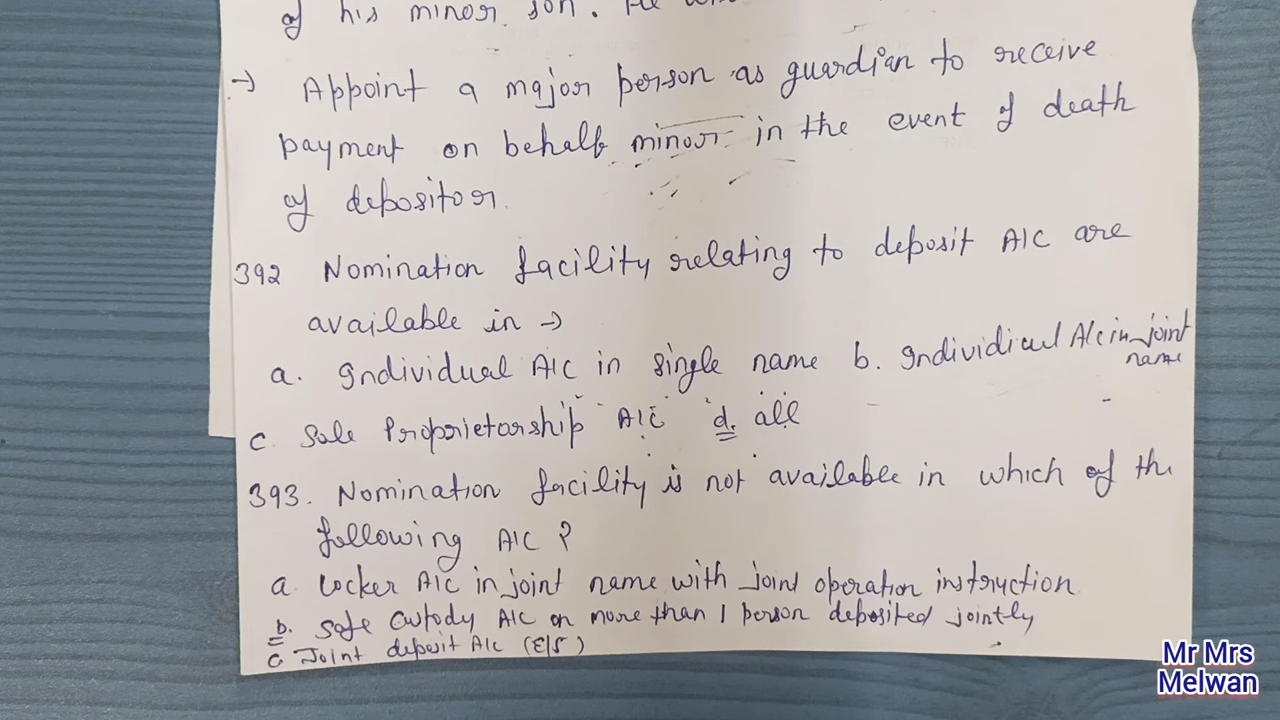 of his minor son. He
→ Appoint a major person as guardian to receive
payment on behalf minor in the event of death
of depositor.
392 Nomination facility relating to deposit A/C are
available in →
a. Individual A/C in single name b. Individiual A/c in joint
name
c. Sole Proprietorship A/C d. all
393. Nomination facility is not available in which of the
following A/C ?
a. Locker A/C in joint name with joint operation instruction
b. Safe Custody A/C on more than 1 person deposited jointly
c Joint deposit A/c (E/S)
Mr Mrs
Melwan